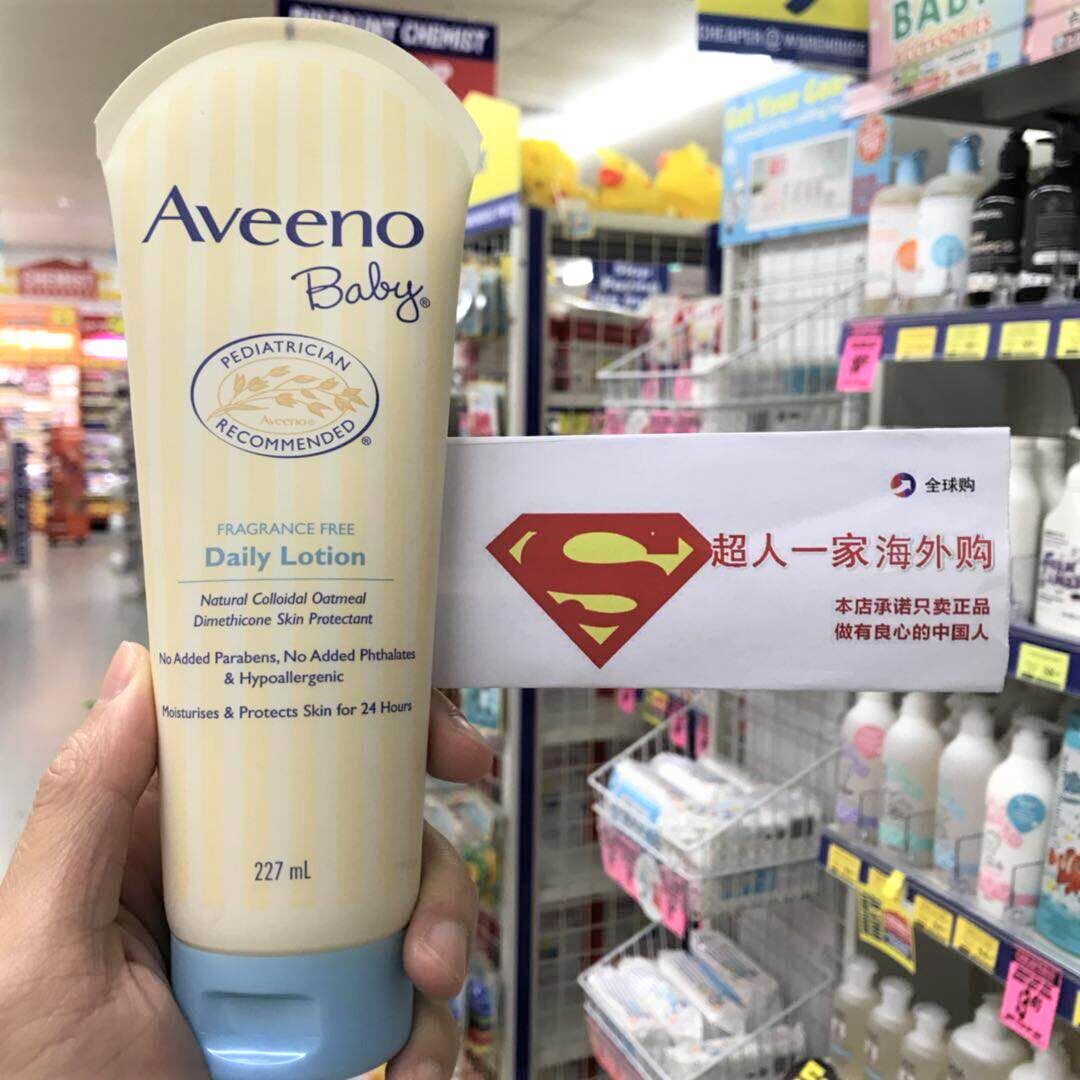 Aveeno
Baby®
PEDIATRICIAN
Aveeno®
RECOMMENDED®
FRAGRANCE FREE
Daily Lotion
Natural Colloidal Oatmeal
Dimethicone Skin Protectant
No Added Parabens, No Added Phthalates
& Hypoallergenic
Moisturises & Protects Skin for 24 Hours
227 mL
全球购
S
超人一家海外购
本店承诺只卖正品
做有良心的中国人
CHEMIST
BABY
ACCESSORIES